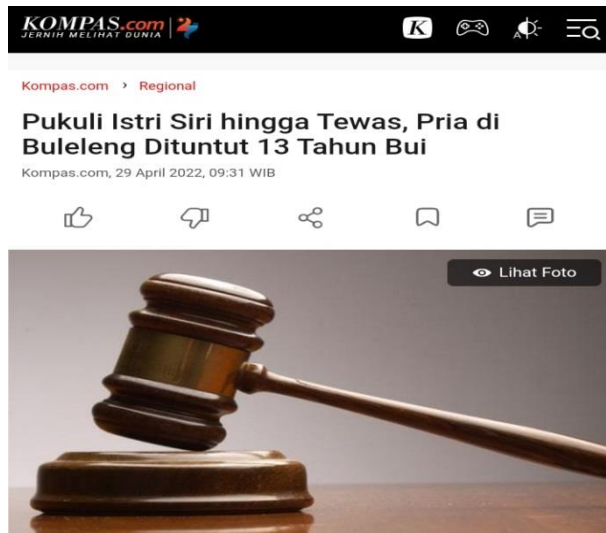 KOMPAS.com
JERNIH MELIHAT DUNIA
K
A
Kompas.com > Regional
Pukuli Istri Siri hingga Tewas, Pria di
Buleleng Dituntut 13 Tahun Bui
Kompas.com, 29 April 2022, 09:31 WIB
Lihat Foto